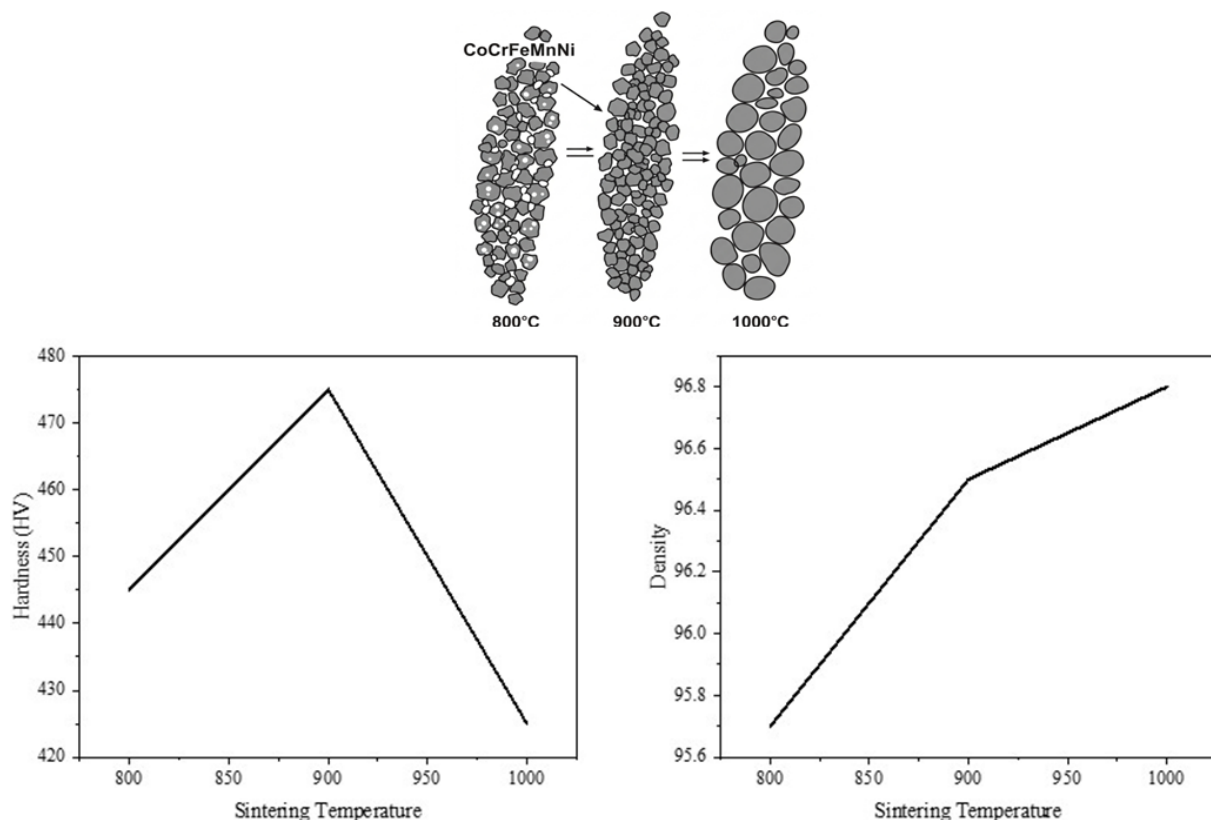 CoCrFeMnNi
800°C 900°C 1000°C
480
470
460
450
440
430
420
Hardness (HV)
800 850 900 950 1000
Sintering Temperature
96.8
96.6
96.4
96.2
96.0
95.8
95.6
Density
800 850 900 950 1000
Sintering Temperature